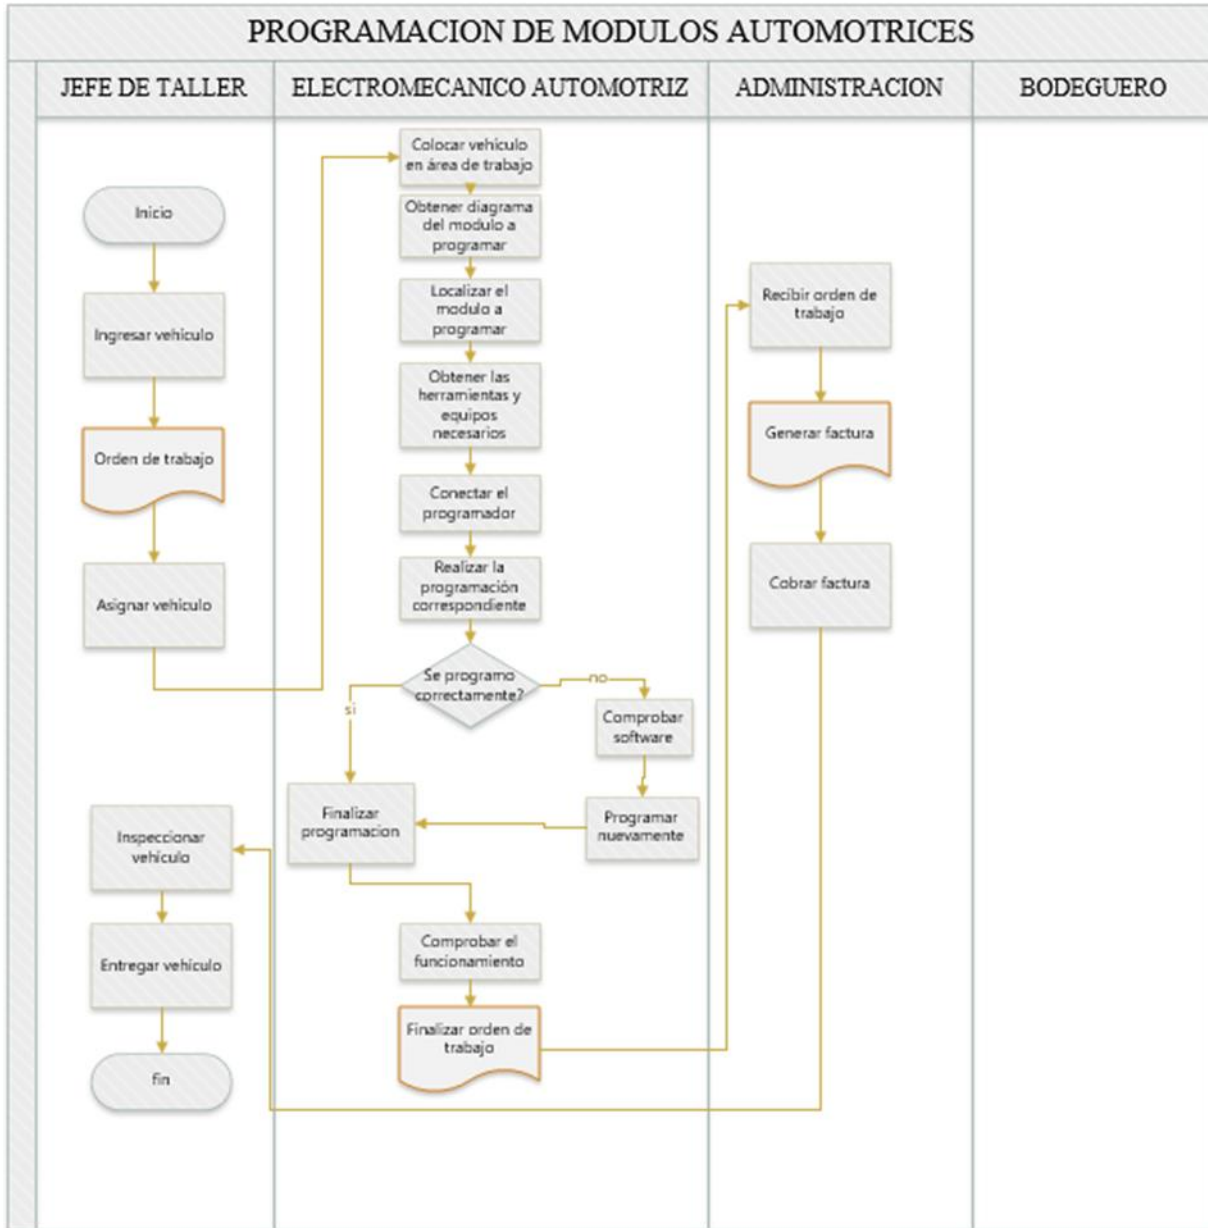 PROGRAMACION DE MODULOS AUTOMOTRICES
JEFE DE TALLER
ELECTROMECANICO AUTOMOTRIZ
ADMINISTRACION
BODEGUERO
Inicio
Ingresar vehículo
Orden de trabajo
Asignar vehículo
Colocar vehículo
en área de trabajo
Obtener diagrama
del modulo a
programar
Localizar el
modulo a
programar
Obtener las
herramientas y
equipos
necesarios
Conectar el
programador
Realizar la
programación
correspondiente
Se programo
correctamente?
si
no
Comprobar
software
Programar
nuevamente
Finalizar
programacion
Comprobar el
funcionamiento
Finalizar orden de
trabajo
Recibir orden de
trabajo
Generar factura
Cobrar factura
Inspeccionar
vehículo
Entregar vehículo
fin